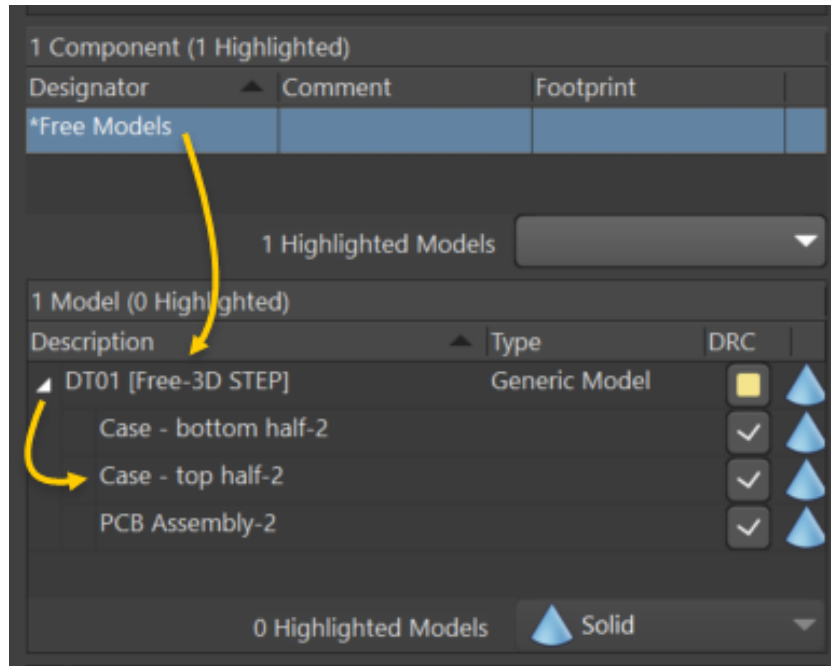 1 Component (1 Highlighted)
Designator Comment Footprint
*Free Models
1 Highlighted Models
1 Model (0 Highlighted)
Description Type DRC
DT01 [Free-3D STEP] Generic Model
Case - bottom half-2
Case - top half-2
PCB Assembly-2
0 Highlighted Models Solid